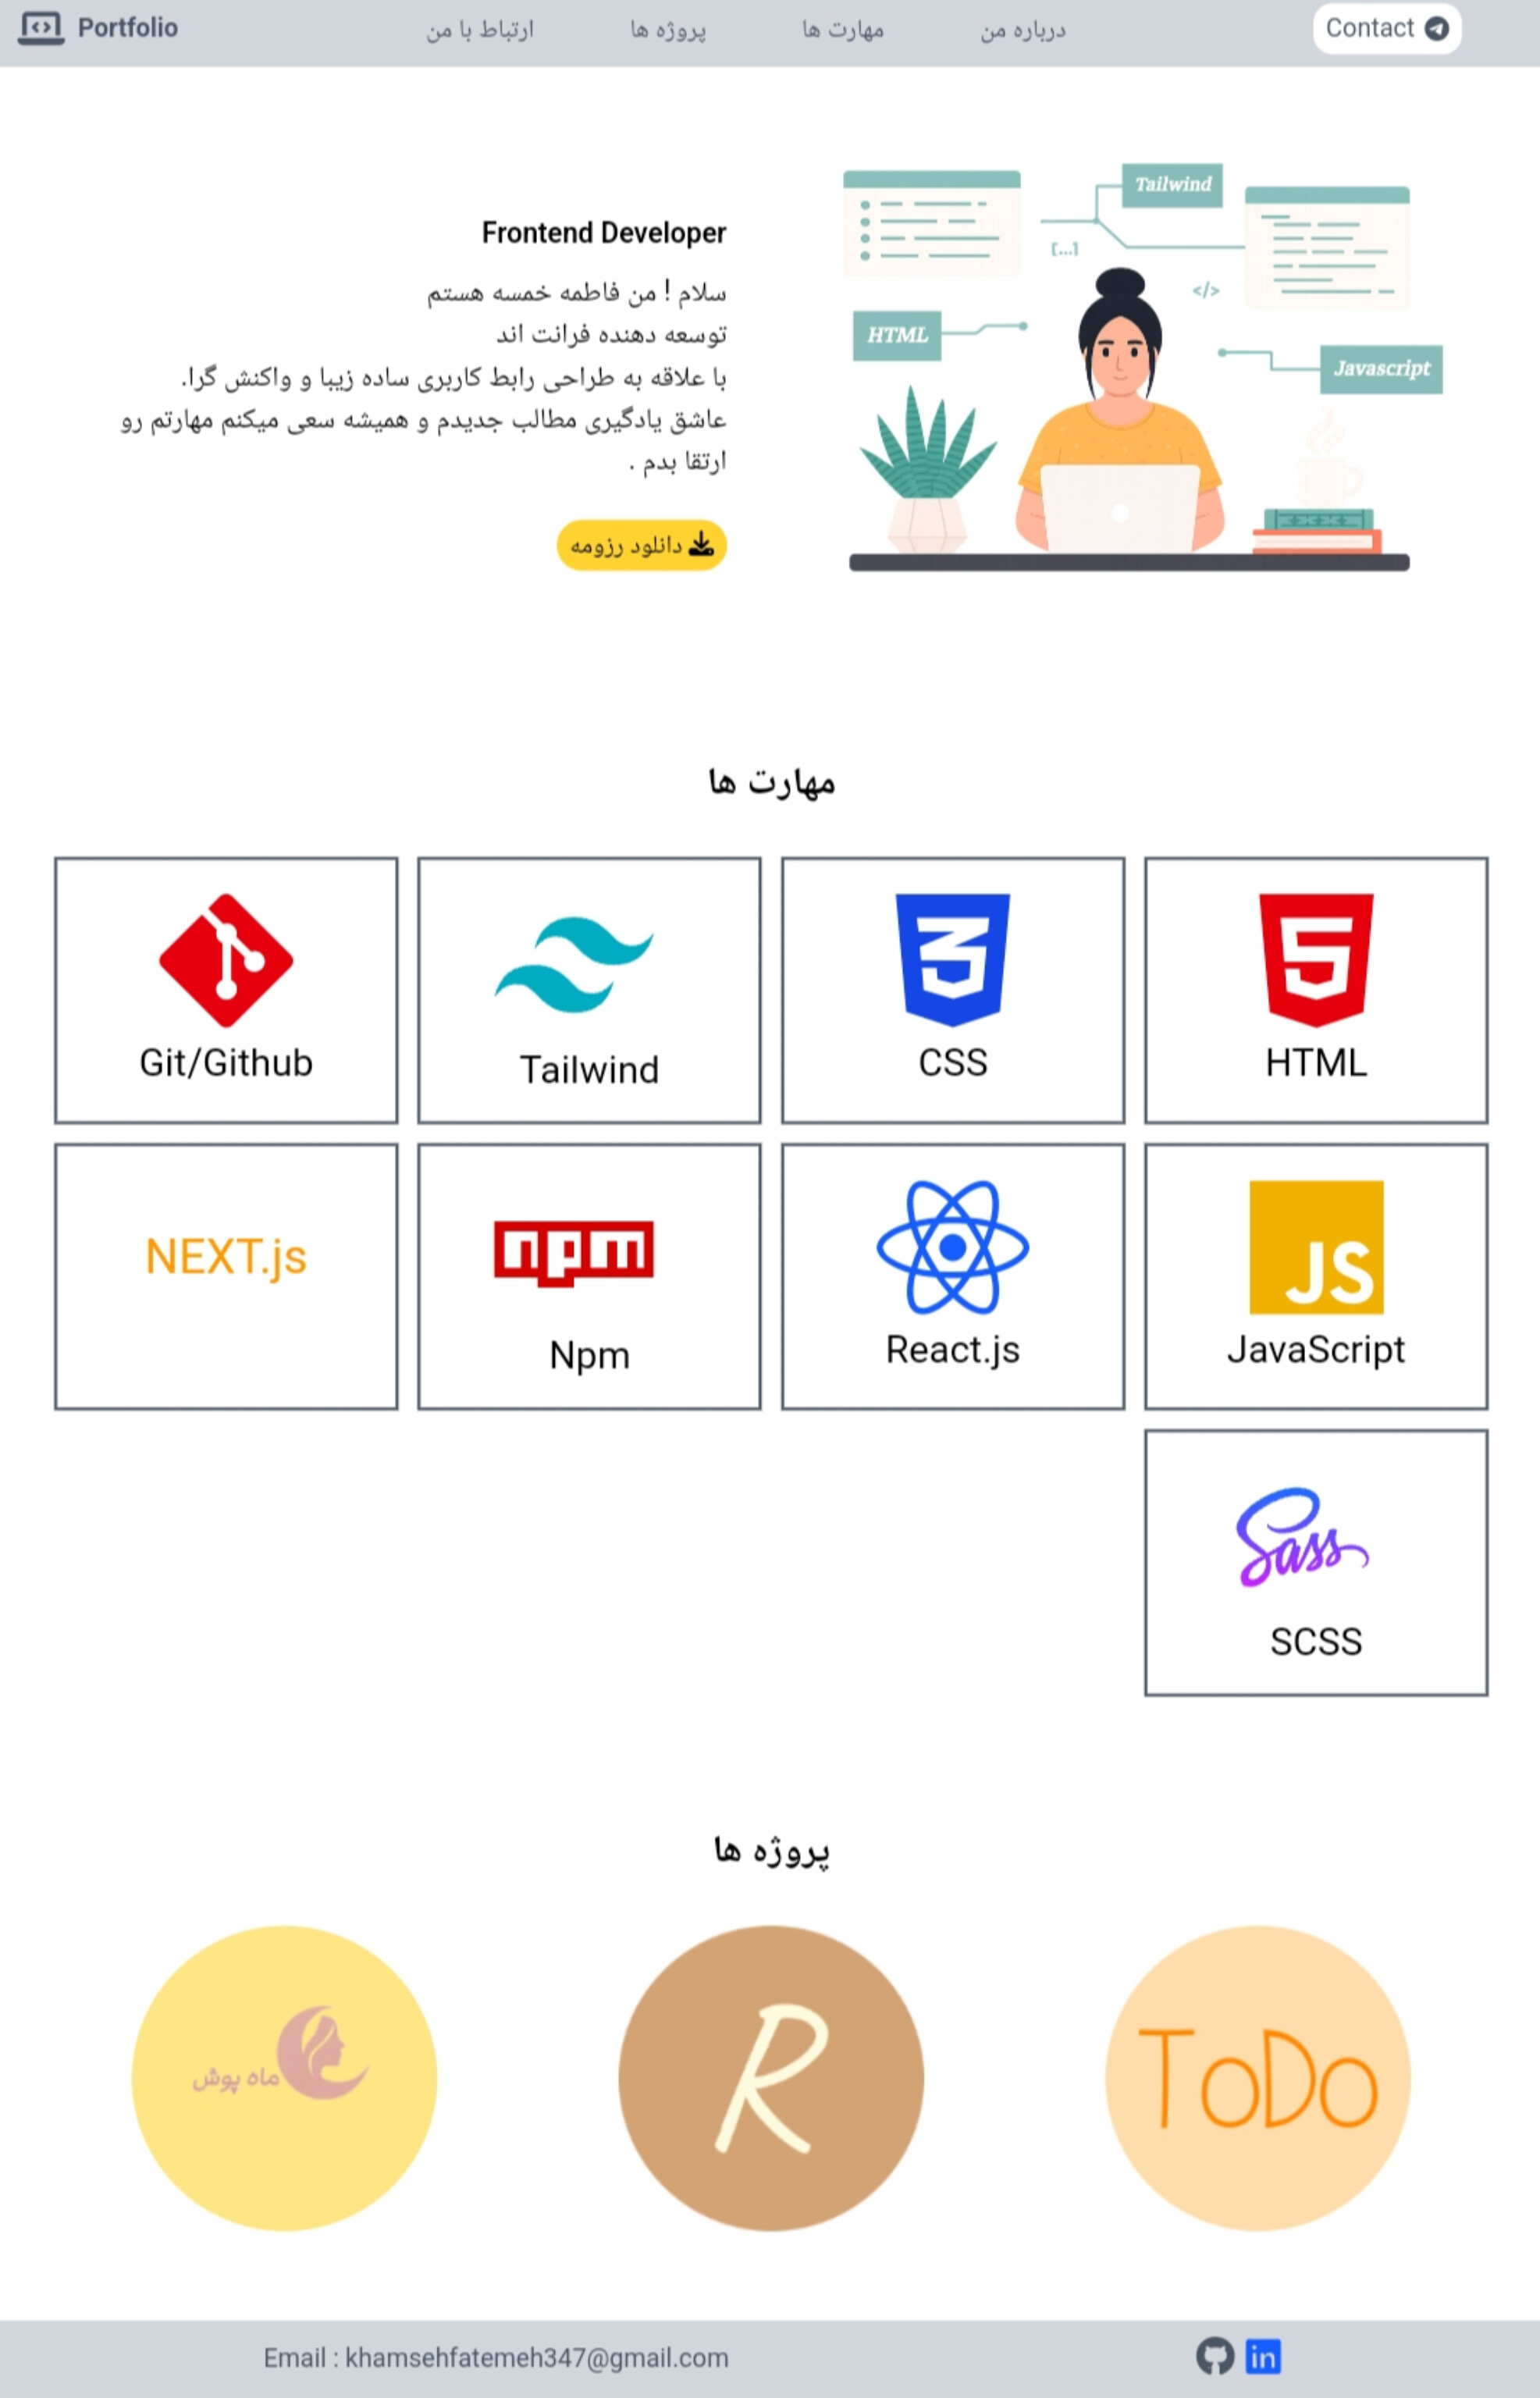 Portfolio
درباره من
مهارت ها
پروژه ها
ارتباط با من
Contact
Tailwind
[...]
</>
HTML
Javascript
Frontend Developer
سلام ! من فاطمه خمسه هستم
توسعه دهنده فرانت اند
با علاقه به طراحی رابط کاربری ساده زیبا و واکنش گرا.
عاشق یادگیری مطالب جدیدم و همیشه سعی میکنم مهارتم رو
ارتقا بدم .
دانلود رزومه
مهارت ها
HTML
CSS
Tailwind
Git/Github
JS
JavaScript
React.js
npm
Npm
NEXT.js
Sass
SCSS
پروژه ها
ToDo
R
ماه پوش
in
Email : khamsehfatemeh347@gmail.com